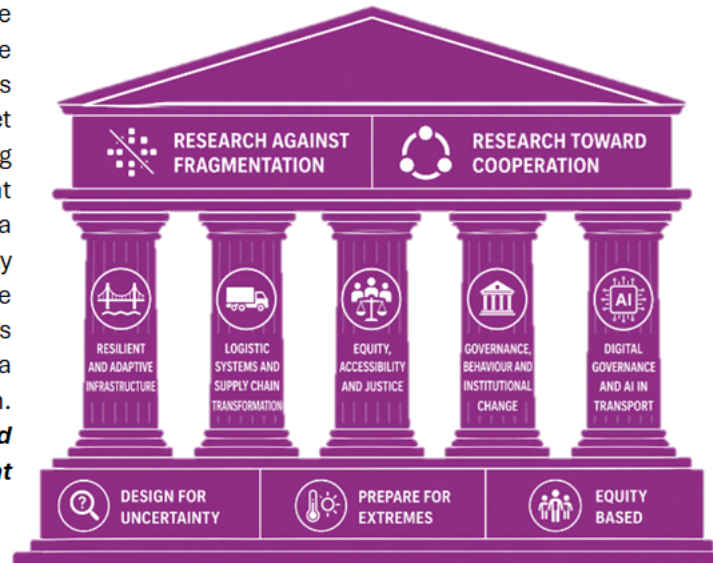 e
e
s
et
g
t
a
y
e
s
a
n.
d
nt
RESEARCH AGAINST
FRAGMENTATION
RESEARCH TOWARD
COOPERATION
RESILIENT
AND ADAPTIVE
INFRASTRUCTURE
LOGISTIC
SYSTEMS AND
SUPPLY CHAIN
TRANSFORMATION
EQUITY,
ACCESSIBILITY
AND JUSTICE
GOVERNANCE,
BEHAVIOUR AND
INSTITUTIONAL
CHANGE
AI
DIGITAL
GOVERNANCE
AND AI IN
TRANSPORT
?
DESIGN FOR
UNCERTAINTY
PREPARE FOR
EXTREMES
EQUITY
BASED